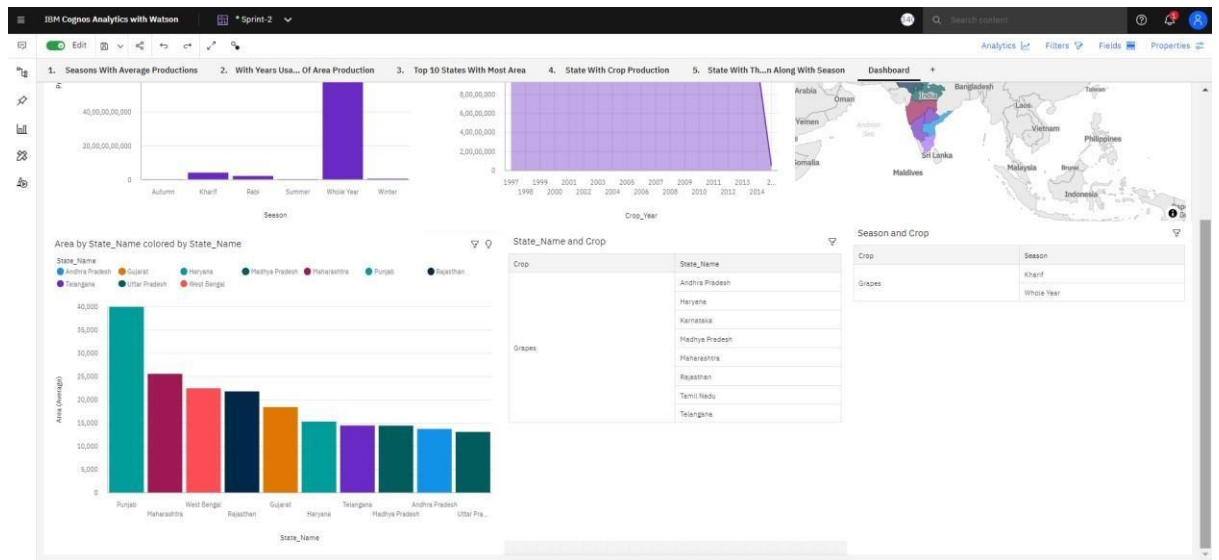 IBM Cognos Analytics with Watson
* Sprint-2
Search content
Edit
Analytics
Filters
Fields
Properties
1. Seasons With Average Productions
2. With Years Usa... Of Area Production
3. Top 10 States With Most Area
4. State With Crop Production
5. State With Th...n Along With Season
Dashboard
+
40,00,00,00,000
20,00,00,00,000
0
Autumn
Kharif
Rabi
Summer
Whole Year
Winter
Season
8,00,00,000
6,00,00,000
4,00,00,000
2,00,00,000
0
1997 1999 2001 2003 2005 2007 2009 2011 2013 2...
1998 2000 2002 2004 2006 2008 2010 2012 2014
Crop_Year
Arabia
Oman
Yemen
Arabian
Sea
Somalia
India
Bangladesh
Taiwan
Laos
Vietnam
Philippines
Sri Lanka
Maldives
Malaysia
Brunei
Indonesia
Area by State_Name colored by State_Name
State_Name
Andhra Pradesh Gujarat Haryana Madhya Pradesh Maharashtra Punjab Rajasthan
Telangana Uttar Pradesh West Bengal
Area (Average)
40,000
35,000
30,000
25,000
20,000
15,000
10,000
5,000
0
Punjab West Bengal Gujarat Telangana Andhra Pradesh
Maharashtra Rajasthan Haryana Madhya Pradesh Uttar Pra...
State_Name
State_Name and Crop
Crop State_Name
Grapes
Andhra Pradesh
Haryana
Karnataka
Madhya Pradesh
Maharashtra
Rajasthan
Tamil Nadu
Telangana
Season and Crop
Crop Season
Grapes
Kharif
Whole Year